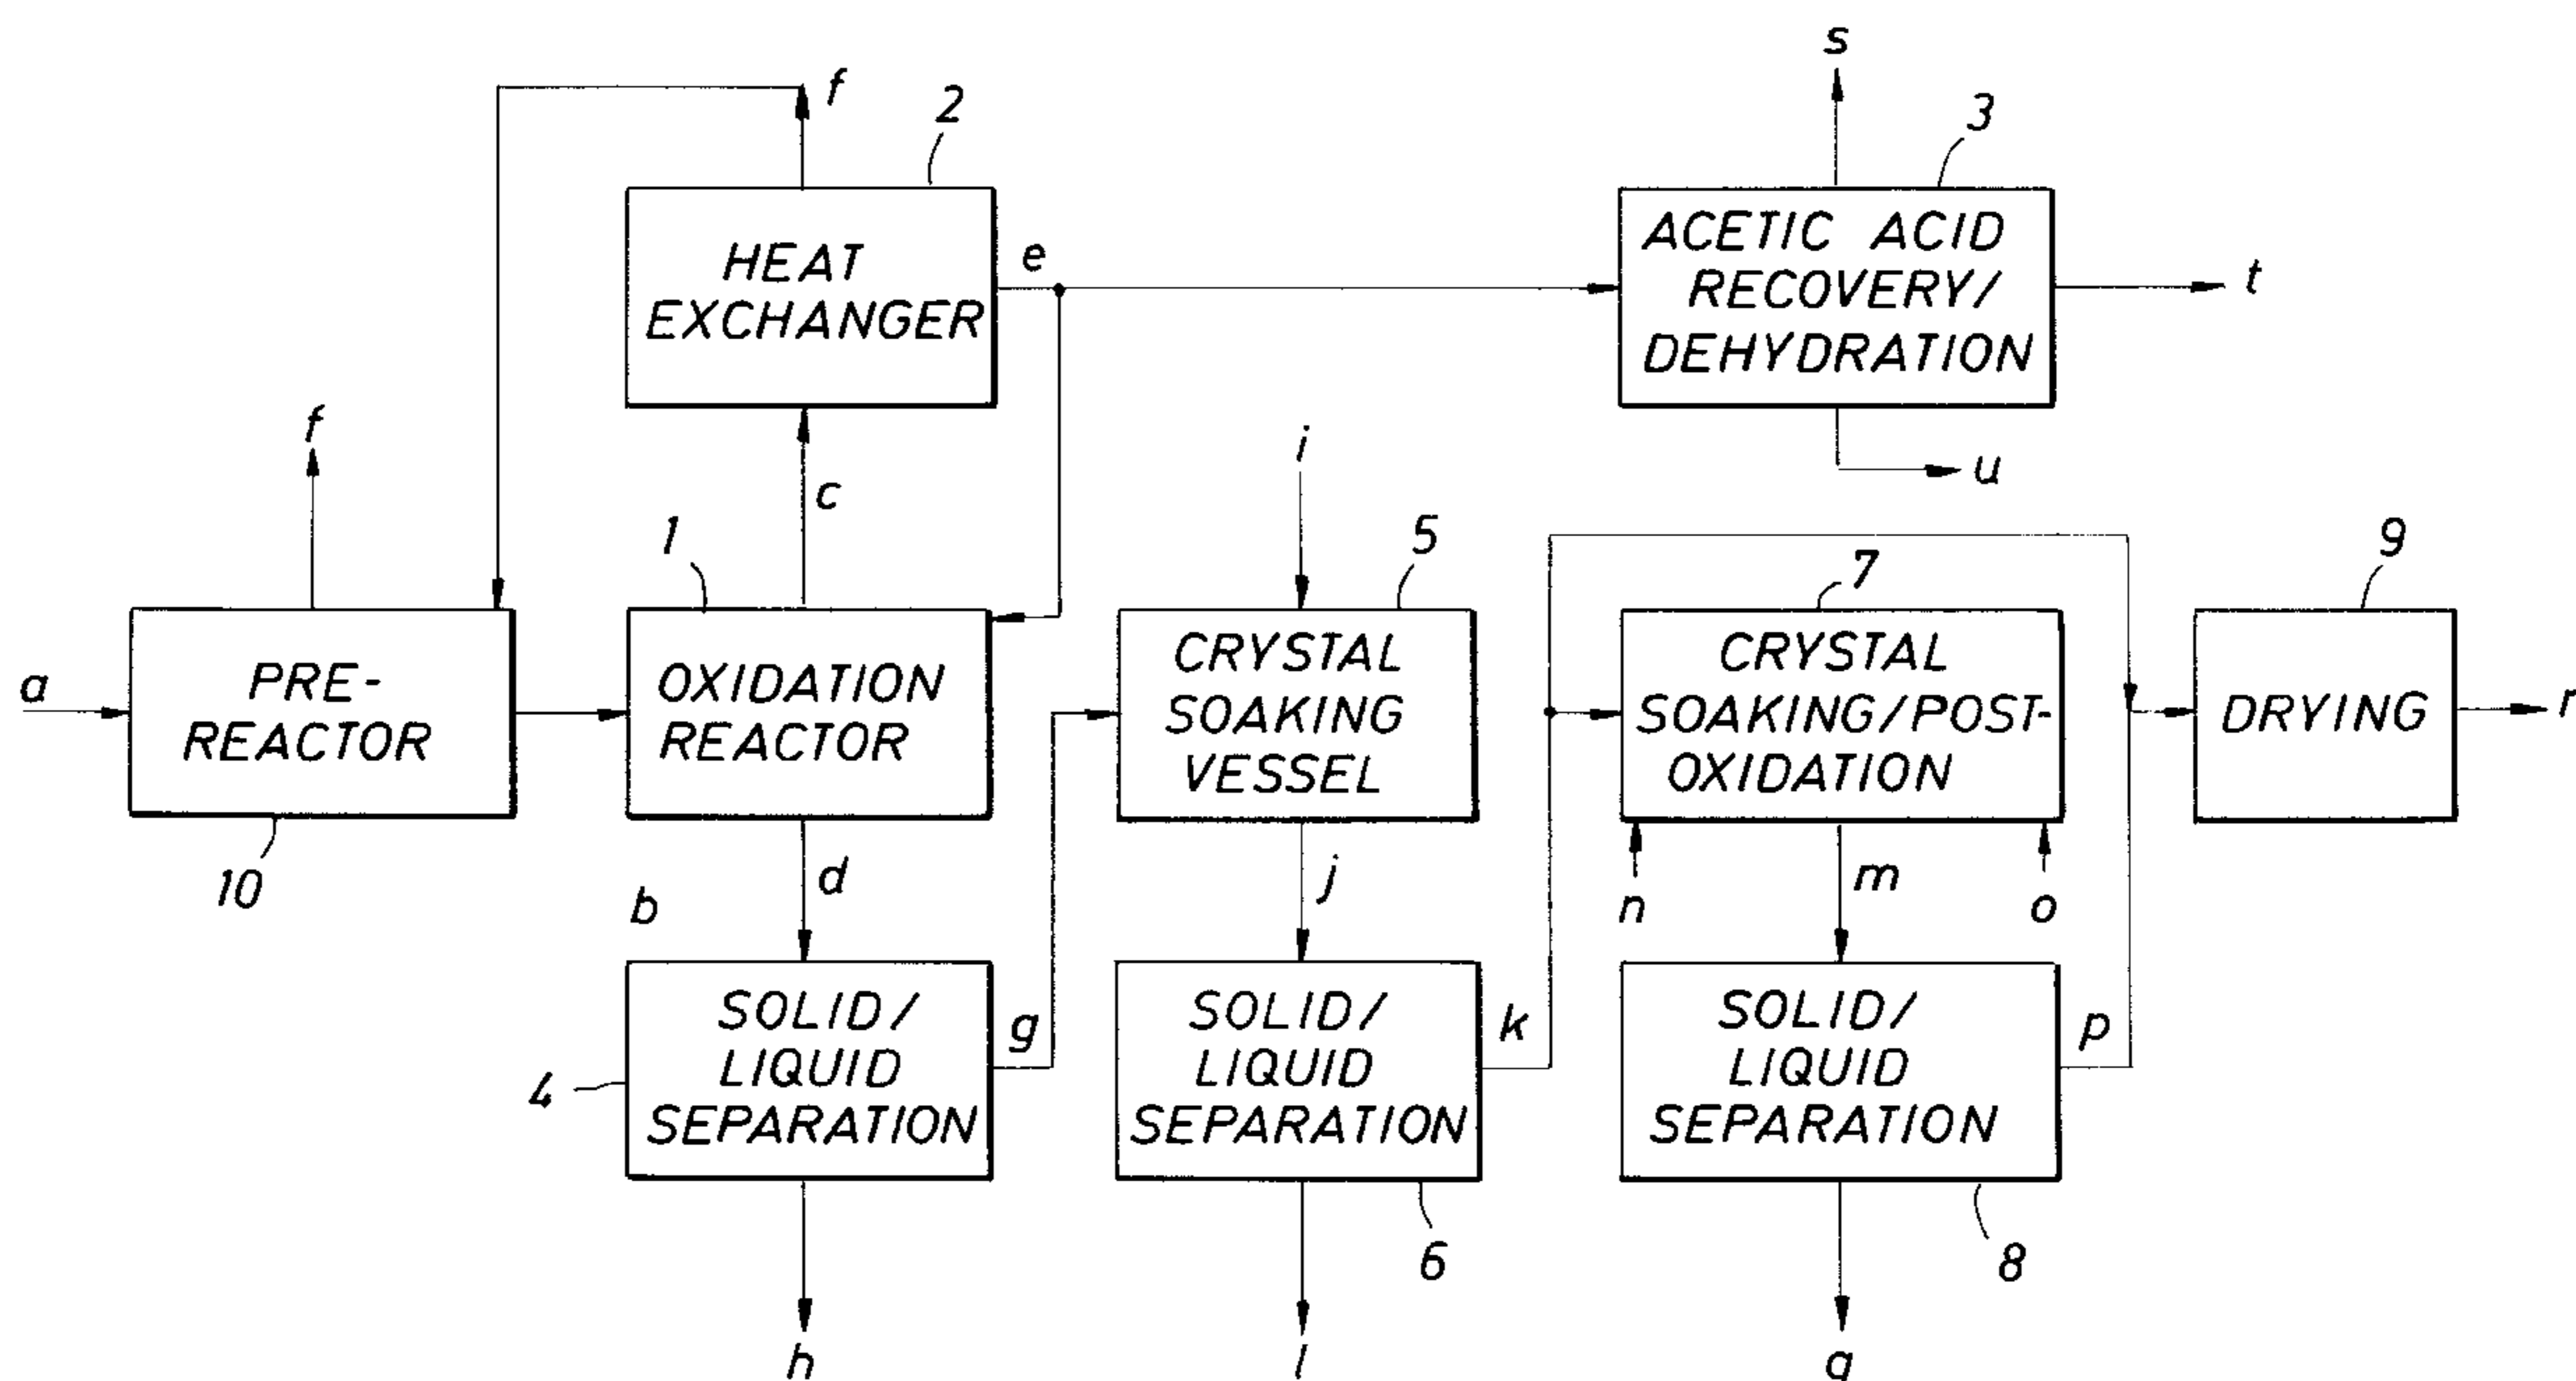 s
f
2
3
HEAT
EXCHANGER
e
ACETIC ACID
RECOVERY/
DEHYDRATION
t
f
c
i
u
1
5
7
9
a
PRE-
REACTOR
OXIDATION
REACTOR
CRYSTAL
SOAKING
VESSEL
CRYSTAL
SOAKING/POST-
OXIDATION
DRYING
r
10
b
d
j
n
m
o
4
SOLID/
LIQUID
SEPARATION
g
SOLID/
LIQUID
SEPARATION
k
SOLID/
LIQUID
SEPARATION
p
6
8
h
l
q